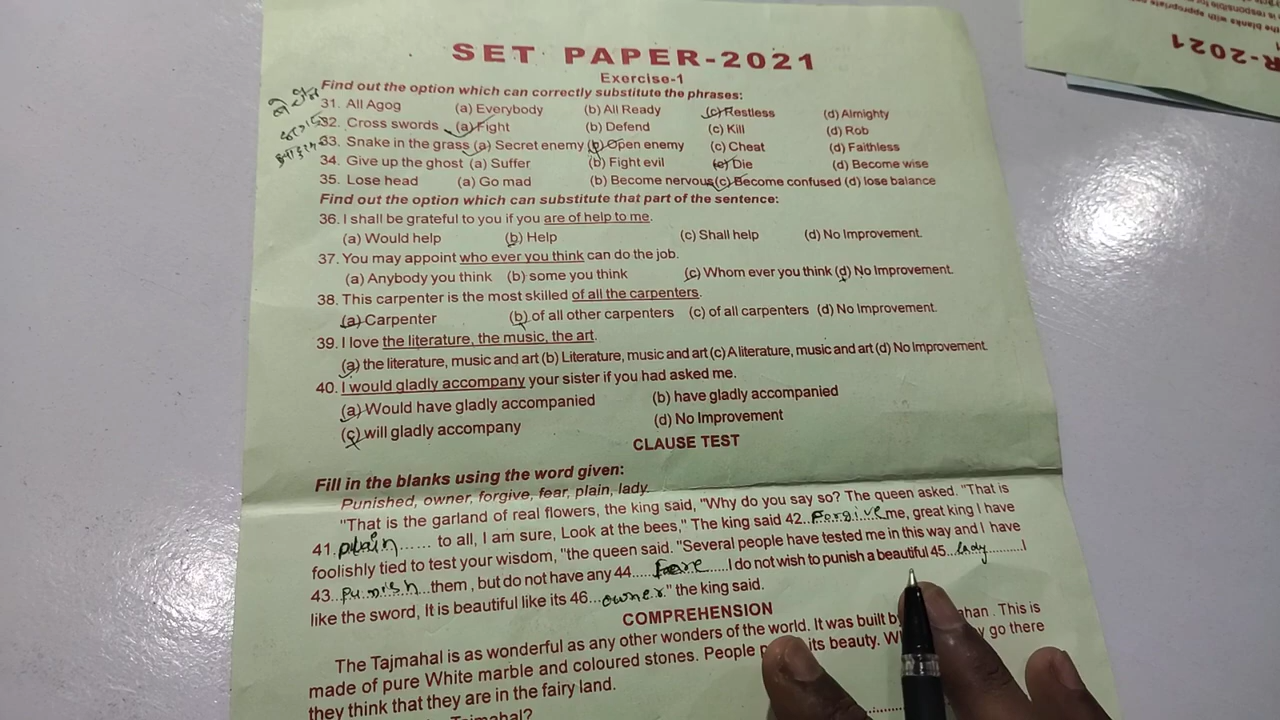 SET PAPER-2021
Exercise-1
Find out the option which can correctly substitute the phrases:
31. All Agog (a) Everybody (b) All Ready (c) Restless (d) Almighty
32. Cross swords (a) Fight (b) Defend (c) Kill (d) Rob
33. Snake in the grass (a) Secret enemy (b) Open enemy (c) Cheat (d) Faithless
34. Give up the ghost (a) Suffer (b) Fight evil (c) Die (d) Become wise
35. Lose head (a) Go mad (b) Become nervous (c) Become confused (d) lose balance
Find out the option which can substitute that part of the sentence:
36. I shall be grateful to you if you are of help to me.
(a) Would help (b) Help (c) Shall help (d) No Improvement.
37. You may appoint who ever you think can do the job.
(a) Anybody you think (b) some you think (c) Whom ever you think (d) No Improvement.
38. This carpenter is the most skilled of all the carpenters.
(a) Carpenter (b) of all other carpenters (c) of all carpenters (d) No Improvement.
39. I love the literature, the music, the art.
(a) the literature, music and art (b) Literature, music and art (c) A literature, music and art (d) No Improvement.
40. I would gladly accompany your sister if you had asked me.
(a) Would have gladly accompanied (b) have gladly accompanied
(c) will gladly accompany (d) No Improvement
CLAUSE TEST
Fill in the blanks using the word given:
Punished, owner, forgive, fear, plain, lady.
"That is the garland of real flowers, the king said, "Why do you say so? The queen asked. "That is
41. plain...... to all, I am sure, Look at the bees," The king said 42..Forgive me, great king I have
foolishly tied to test your wisdom, "the queen said. "Several people have tested me in this way and I have
43...punish...them, but do not have any 44..... Fare.....I do not wish to punish a beautiful 45...lady.........I
like the sword, It is beautiful like its 46...owner." the king said.
COMPREHENSION
The Tajmahal is as wonderful as any other wonders of the world. It was built by ahan. This is
made of pure White marble and coloured stones. People its beauty. go there
they think that they are in the fairy land.
Tajmahal?
R-2021